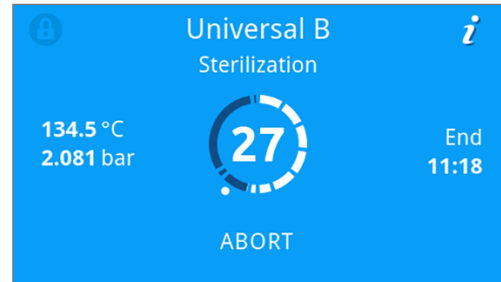 Universal B
i
Sterilization
134.5 °C
2.081 bar
27
End
11:18
ABORT